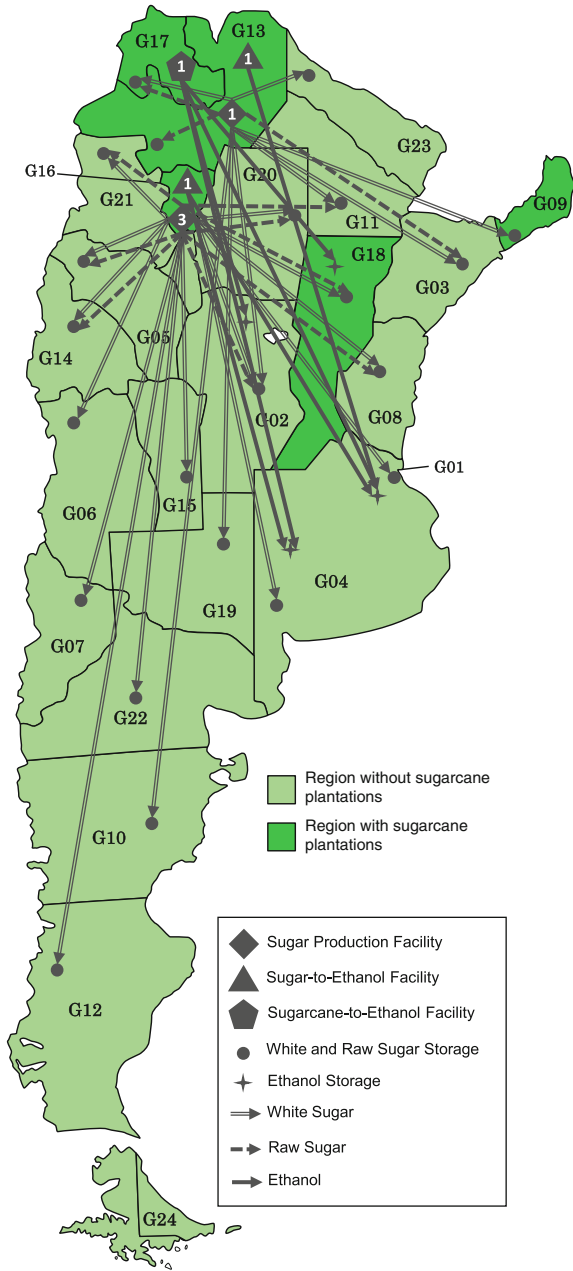 G17
G13
1
1
1
G23
G16
G20
G21
1
G11
G09
3
G18
G03
G05
G14
G02
G08
G01
G15
G06
G04
G19
G07
G22
Region without sugarcane
plantations
Region with sugarcane
plantations
G10
Sugar Production Facility
Sugar-to-Ethanol Facility
Sugarcane-to-Ethanol Facility
G12
White and Raw Sugar Storage
Ethanol Storage
White Sugar
Raw Sugar
Ethanol
G24